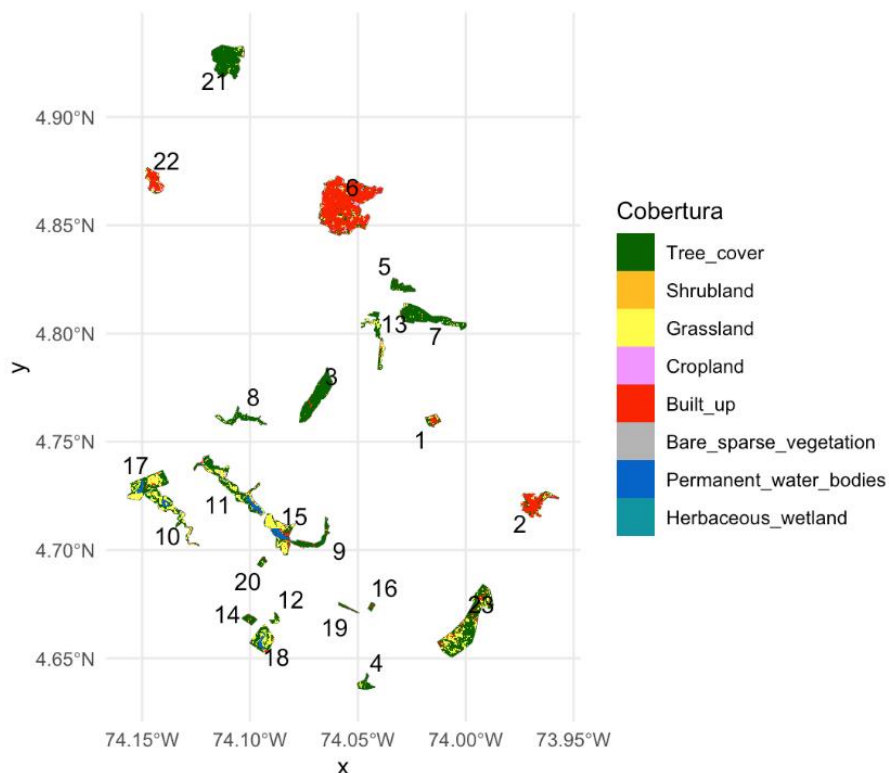 21
4.90°N
22
6
4.85°N
5
Cobertura
Tree_cover
Shrubland
Grassland
Cropland
Built_up
Bare_sparse_vegetation
Permanent_water_bodies
Herbaceous_wetland
4.80°N
13
7
y
3
8
4.75°N
1
17
11
15
2
10
4.70°N
9
20
16
12
14
19
23
4.65°N
18
4
74.15°W 74.10°W 74.05°W 74.00°W 73.95°W
x